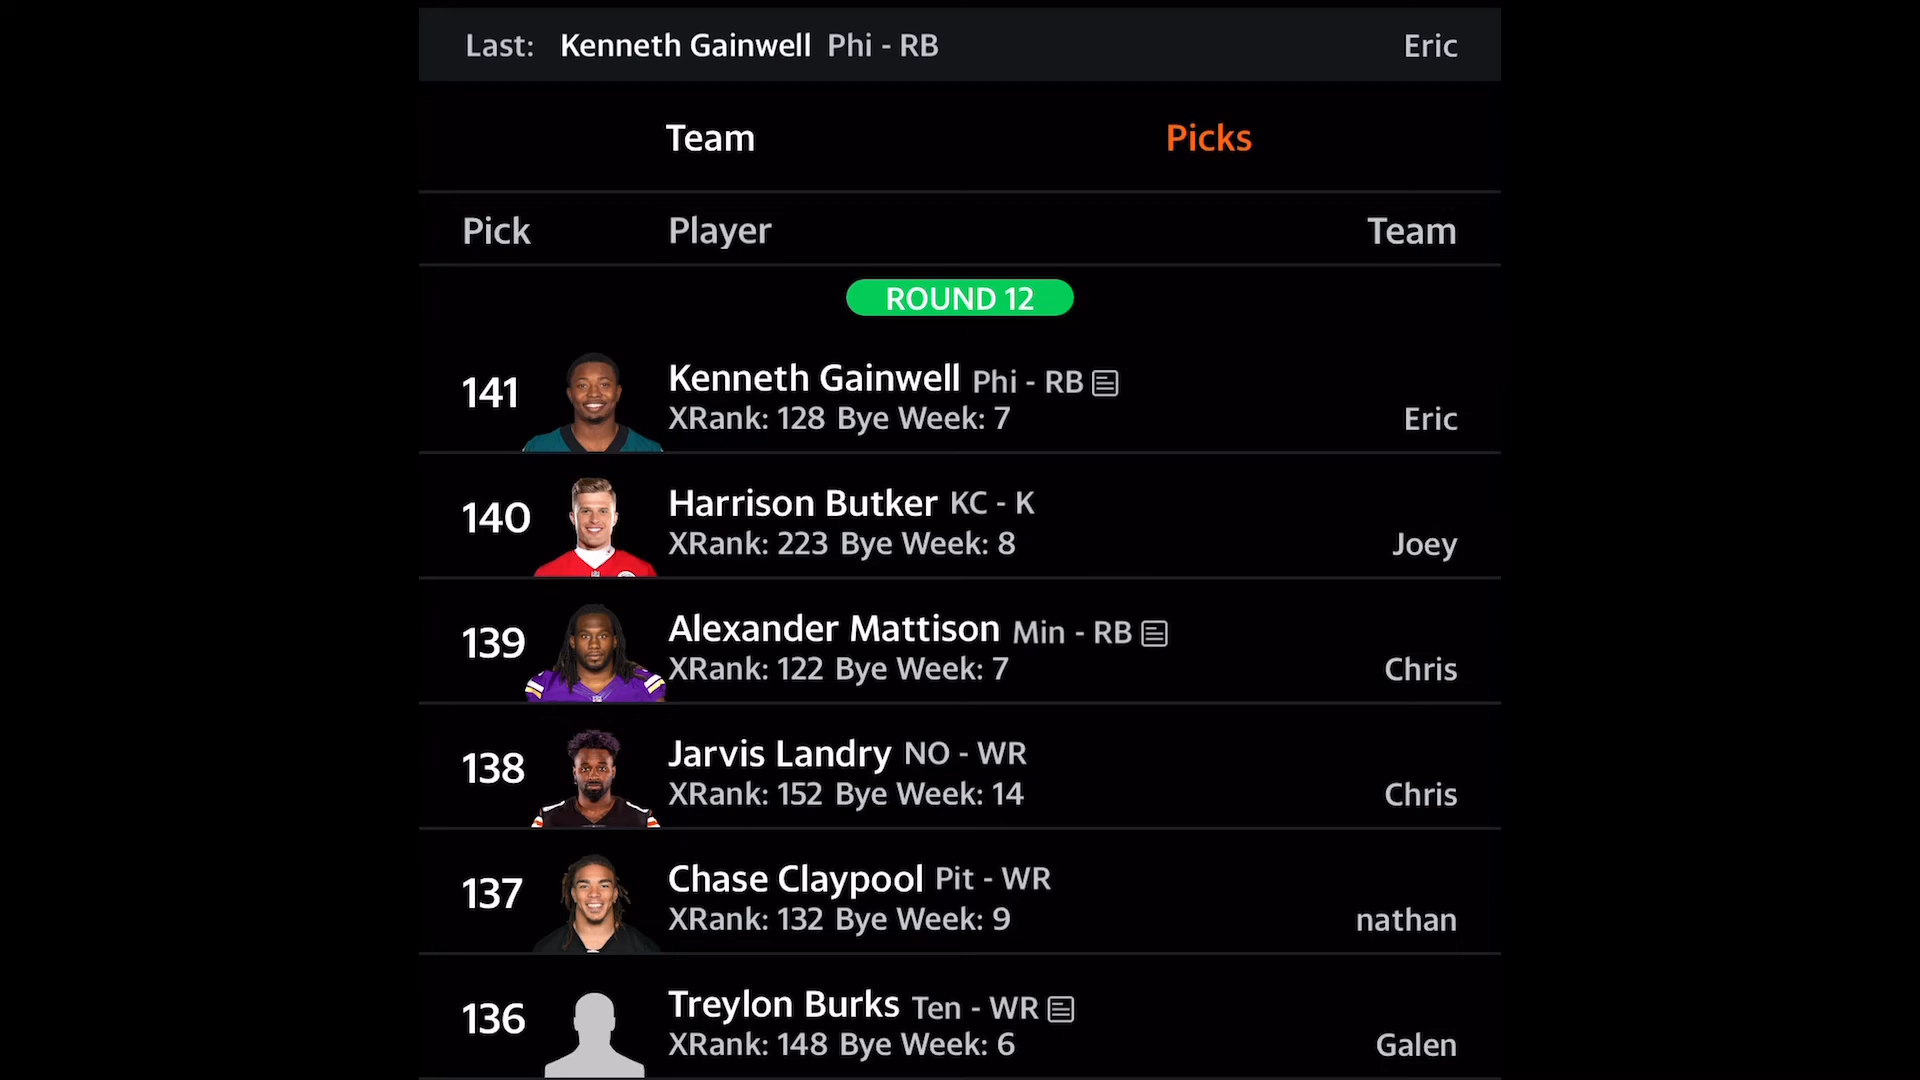 Last: Kenneth Gainwell Phi - RB Eric
Team Picks
Pick Player Team
ROUND 12
141 Kenneth Gainwell Phi - RB
XRank: 128 Bye Week: 7 Eric
140 Harrison Butker KC - K
XRank: 223 Bye Week: 8 Joey
139 Alexander Mattison Min - RB
XRank: 122 Bye Week: 7 Chris
138 Jarvis Landry NO - WR
XRank: 152 Bye Week: 14 Chris
137 Chase Claypool Pit - WR
XRank: 132 Bye Week: 9 nathan
136 Treylon Burks Ten - WR
XRank: 148 Bye Week: 6 Galen